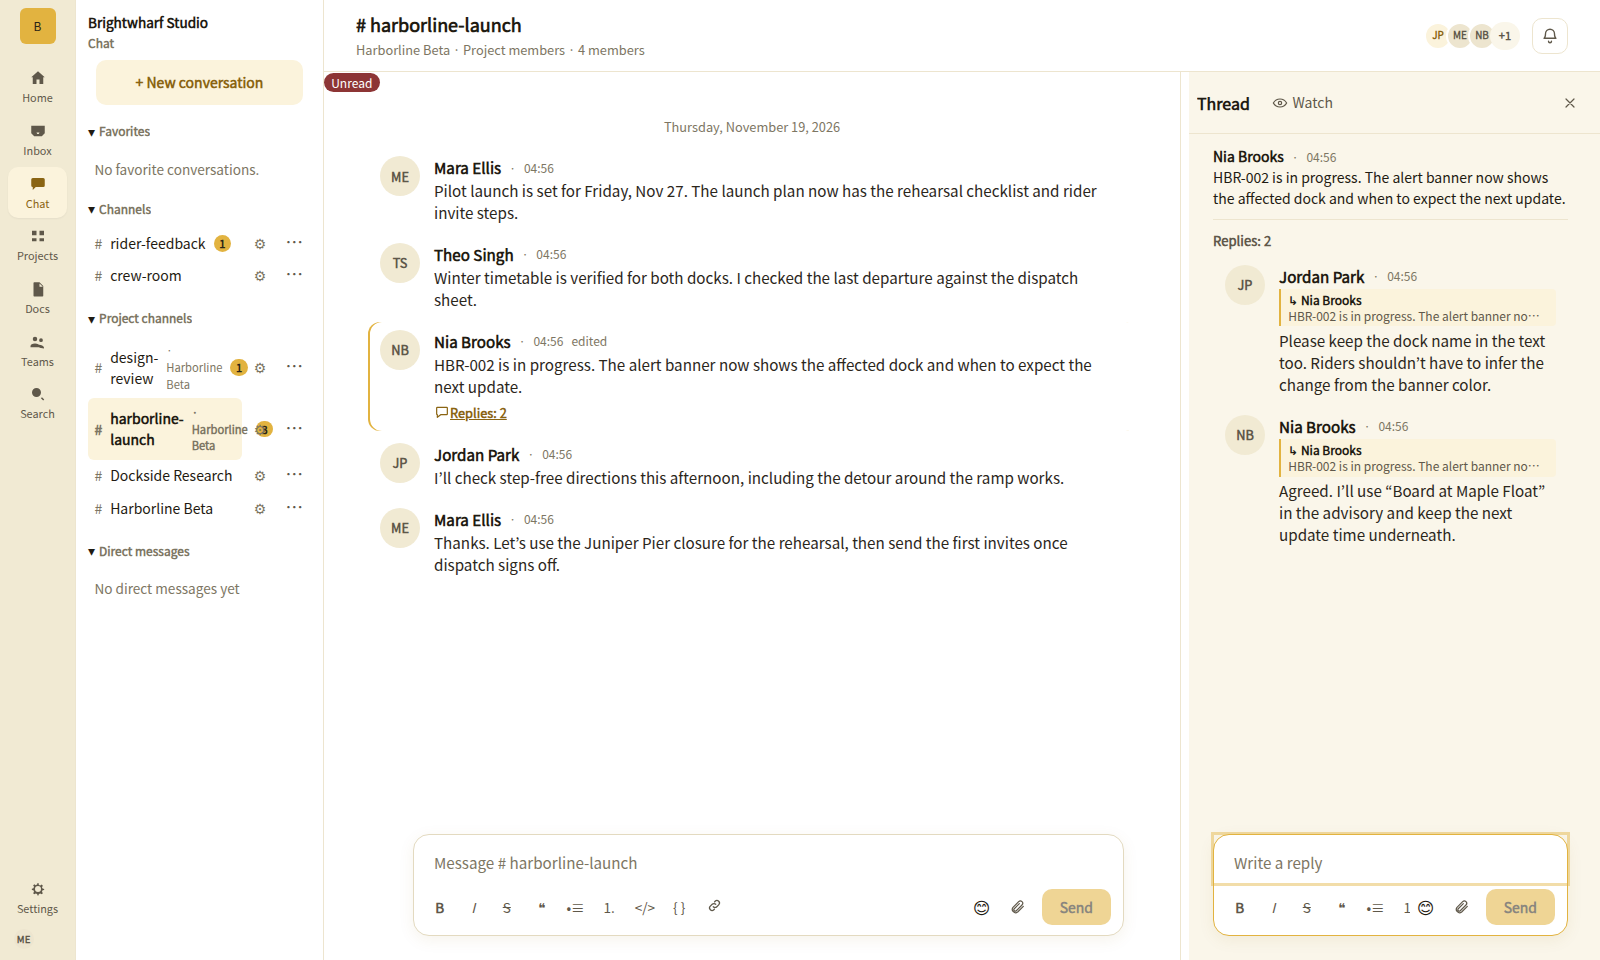 B
Home
Inbox
Chat
Projects
Docs
Teams
Search
Settings
ME
Brightwharf Studio
Chat
+ New conversation
▾ Favorites
No favorite conversations.
▾ Channels
# rider-feedback 1
# crew-room
▾ Project channels
# design-review · Harborline Beta 1
# harborline-launch · Harborline Beta 3
# Dockside Research
# Harborline Beta
▾ Direct messages
No direct messages yet
# harborline-launch
Harborline Beta · Project members · 4 members
JP ME NB +1
Unread
Thursday, November 19, 2026
ME
Mara Ellis · 04:56
Pilot launch is set for Friday, Nov 27. The launch plan now has the rehearsal checklist and rider
invite steps.
TS
Theo Singh · 04:56
Winter timetable is verified for both docks. I checked the last departure against the dispatch
sheet.
NB
Nia Brooks · 04:56 edited
HBR-002 is in progress. The alert banner now shows the affected dock and when to expect the
next update.
Replies: 2
JP
Jordan Park · 04:56
I’ll check step-free directions this afternoon, including the detour around the ramp works.
ME
Mara Ellis · 04:56
Thanks. Let’s use the Juniper Pier closure for the rehearsal, then send the first invites once
dispatch signs off.
Message # harborline-launch
B I S ❝ •☰ 1. </> { }
Send
Thread Watch
Nia Brooks · 04:56
HBR-002 is in progress. The alert banner now shows
the affected dock and when to expect the next update.
Replies: 2
JP
Jordan Park · 04:56
↳ Nia Brooks
HBR-002 is in progress. The alert banner no···
Please keep the dock name in the text
too. Riders shouldn’t have to infer the
change from the banner color.
NB
Nia Brooks · 04:56
↳ Nia Brooks
HBR-002 is in progress. The alert banner no···
Agreed. I’ll use “Board at Maple Float”
in the advisory and keep the next
update time underneath.
Write a reply
B I S ❝ •☰ 1
Send